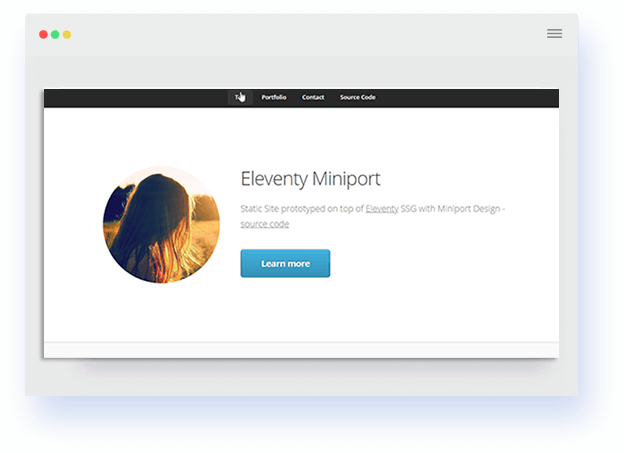 Portfolio Contact Source Code
Eleventy Miniport
Static Site prototyped on top of Eleventy SSG with Miniport Design -
source code
Learn more